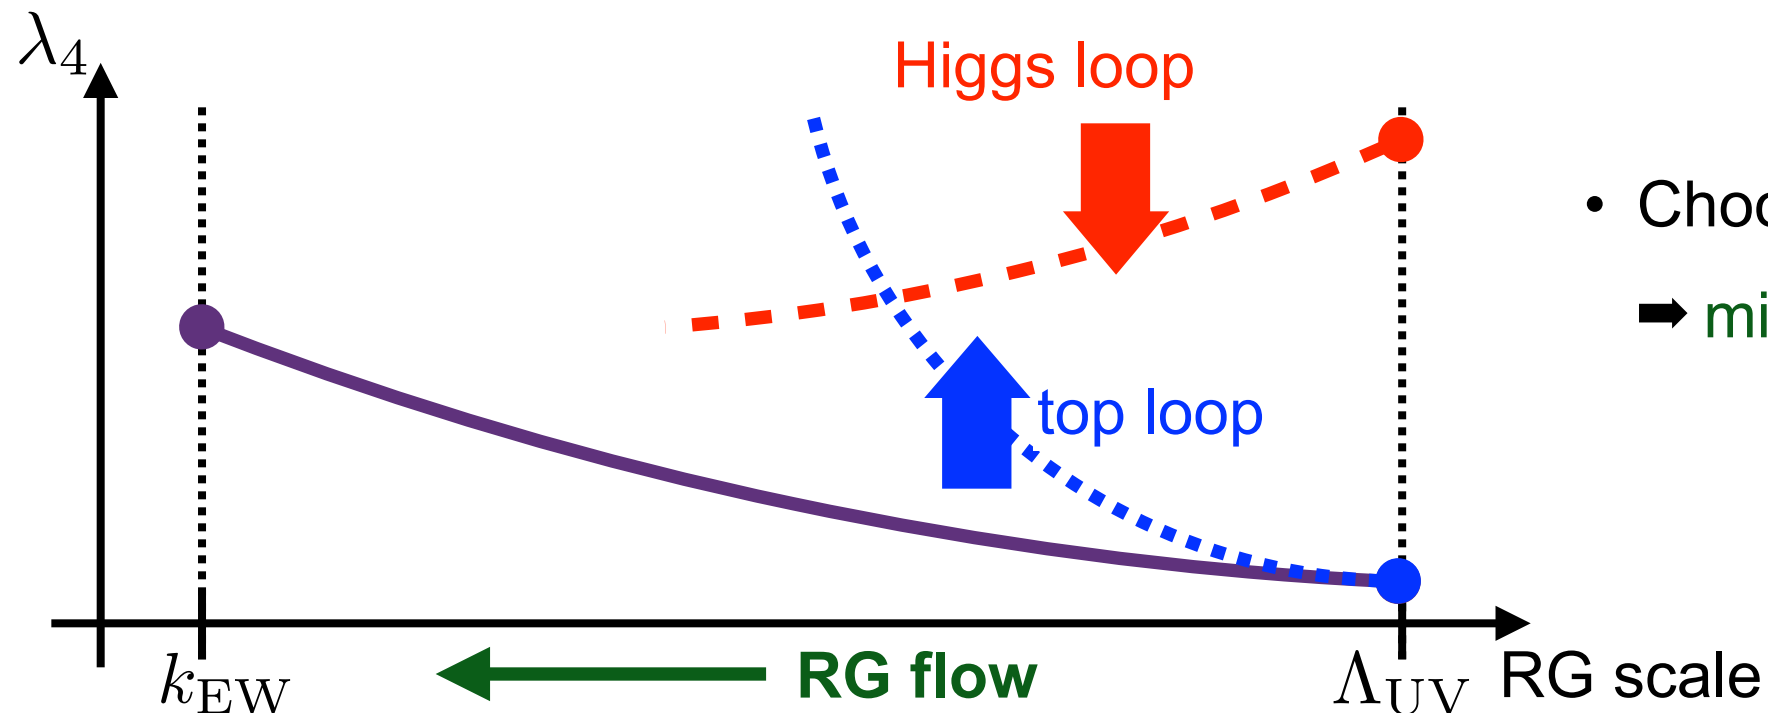 λ₄
Higgs loop
top loop
k_EW
RG flow
Λ_UV
RG scale
•
➡